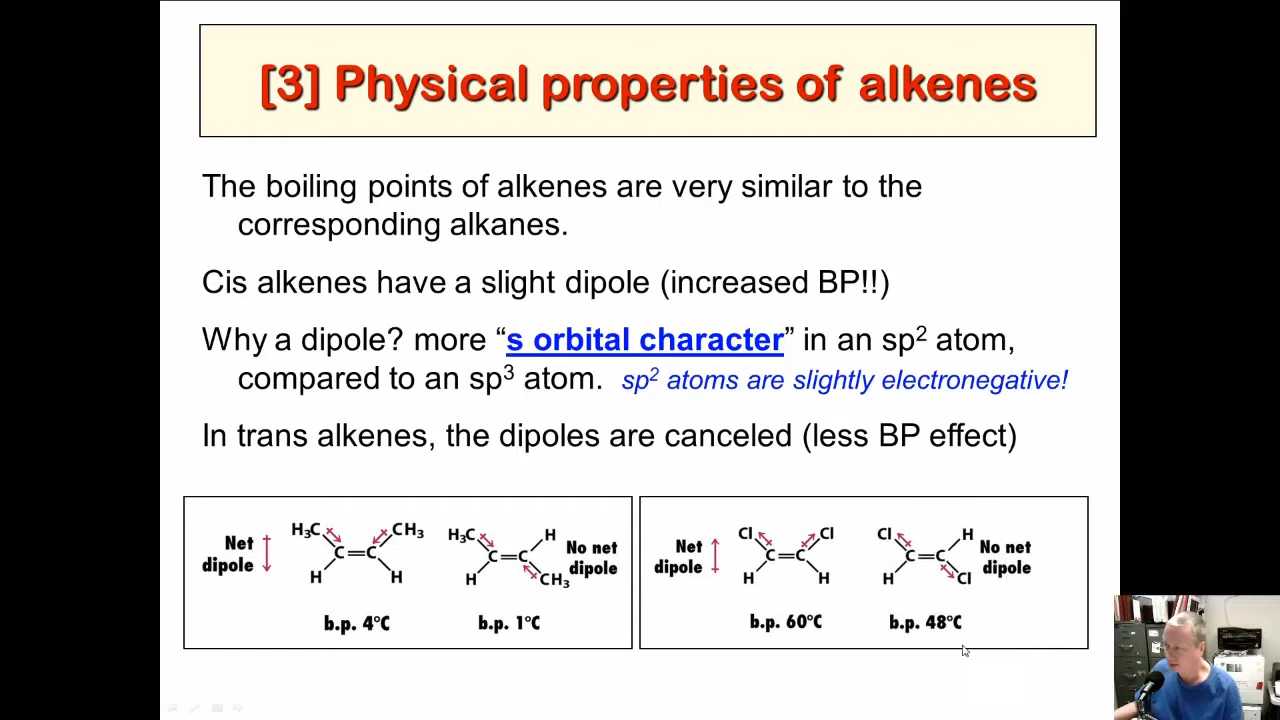 [3] Physical properties of alkenes
The boiling points of alkenes are very similar to the
corresponding alkanes.
Cis alkenes have a slight dipole (increased BP!!)
Why a dipole? more “s orbital character” in an sp² atom,
compared to an sp³ atom. sp² atoms are slightly electronegative!
In trans alkenes, the dipoles are canceled (less BP effect)
Net
dipole
H₃C CH₃
C=C
H H
b.p. 4°C
H₃C H
C=C
H CH₃
No net
dipole
b.p. 1°C
Net
dipole
Cl Cl
C=C
H H
b.p. 60°C
Cl H
C=C
H Cl
No net
dipole
b.p. 48°C